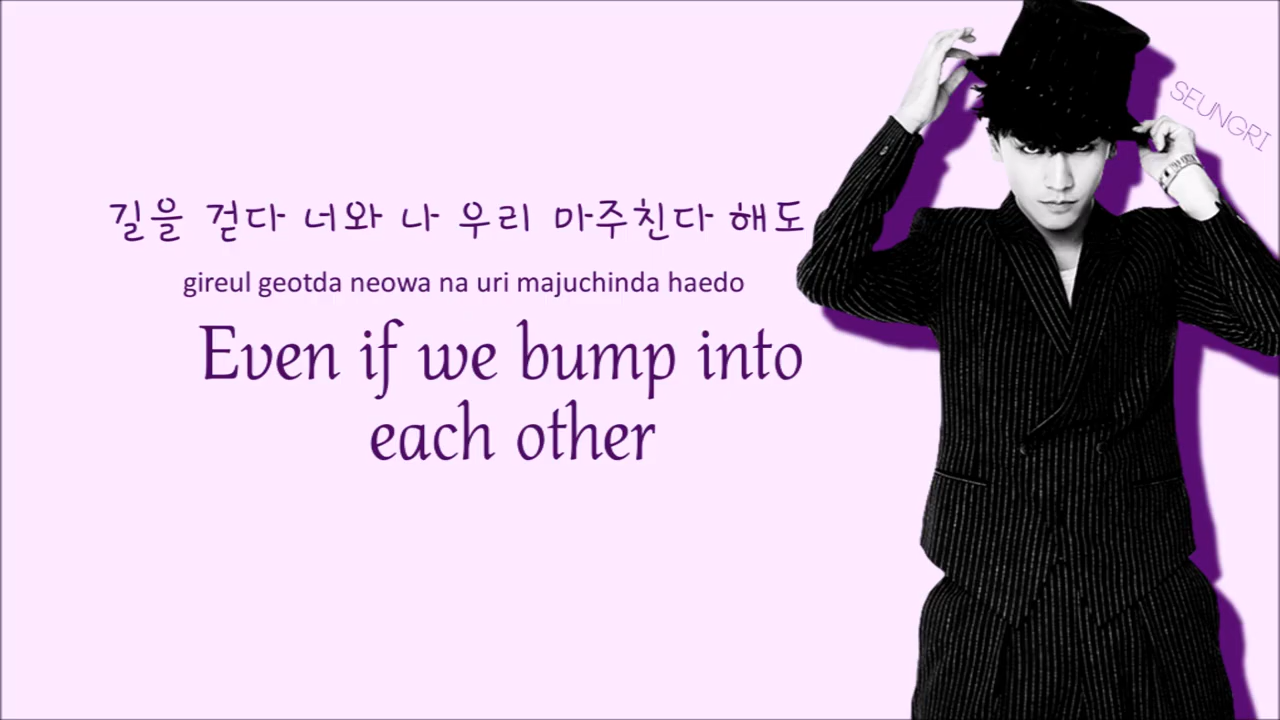 SEUNGRI
길을 걷다 너와 나 우리 마주친다 해도
gireul geotda neowa na uri majuchinda haedo
Even if we bump into
each other